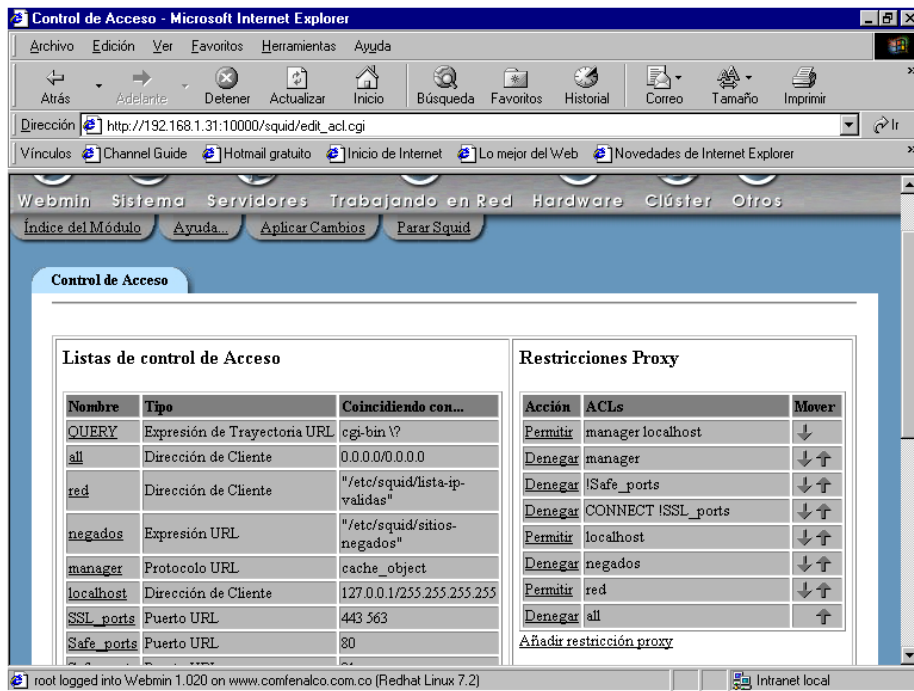 Control de Acceso - Microsoft Internet Explorer
Archivo Edición Ver Favoritos Herramientas Ayuda
Atrás Adelante Detener Actualizar Inicio Búsqueda Favoritos Historial Correo Tamaño Imprimir
Dirección http://192.168.1.31:10000/squid/edit_acl.cgi Ir
Vínculos Channel Guide Hotmail gratuito Inicio de Internet Lo mejor del Web Novedades de Internet Explorer
Webmin Sistema Servidores Trabajando en Red Hardware Clúster Otros
Índice del Módulo Ayuda... Aplicar Cambios Parar Squid
Control de Acceso
Listas de control de Acceso
Nombre Tipo Coincidiendo con...
QUERY Expresión de Trayectoria URL cgi-bin \?
all Dirección de Cliente 0.0.0.0/0.0.0.0
red Dirección de Cliente "/etc/squid/lista-ip-
validas"
negados Expresión URL "/etc/squid/sitios-
negados"
manager Protocolo URL cache_object
localhost Dirección de Cliente 127.0.0.1/255.255.255.255
SSL_ports Puerto URL 443 563
Safe_ports Puerto URL 80
Restricciones Proxy
Acción ACLs Mover
Permitir manager localhost
Denegar manager
Denegar !Safe_ports
Denegar CONNECT !SSL_ports
Permitir localhost
Denegar negados
Permitir red
Denegar all
Añadir restricción proxy
root logged into Webmin 1.020 on www.comfenalco.com.co (Redhat Linux 7.2) Intranet local